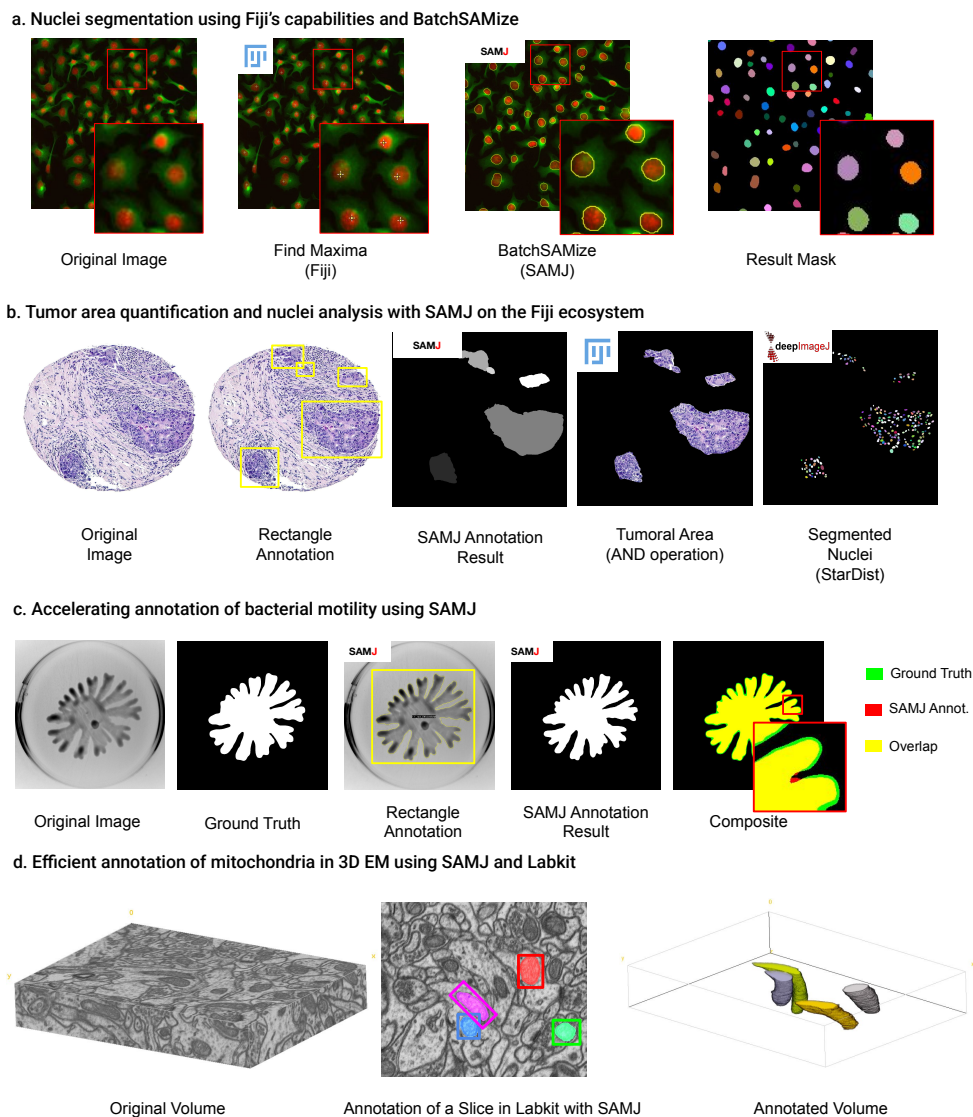 a. Nuclei segmentation using Fiji's capabilities and BatchSAMize
SAMJ
Original Image
Find Maxima
(Fiji)
BatchSAMize
(SAMJ)
Result Mask
b. Tumor area quantification and nuclei analysis with SAMJ on the Fiji ecosystem
SAMJ
deepImageJ
Original
Image
Rectangle
Annotation
SAMJ Annotation
Result
Tumoral Area
(AND operation)
Segmented
Nuclei
(StarDist)
c. Accelerating annotation of bacterial motility using SAMJ
SAMJ
SAMJ
Ground Truth
SAMJ Annot.
Overlap
Original Image
Ground Truth
Rectangle
Annotation
SAMJ Annotation
Result
Composite
d. Efficient annotation of mitochondria in 3D EM using SAMJ and Labkit
Original Volume
Annotation of a Slice in Labkit with SAMJ
Annotated Volume